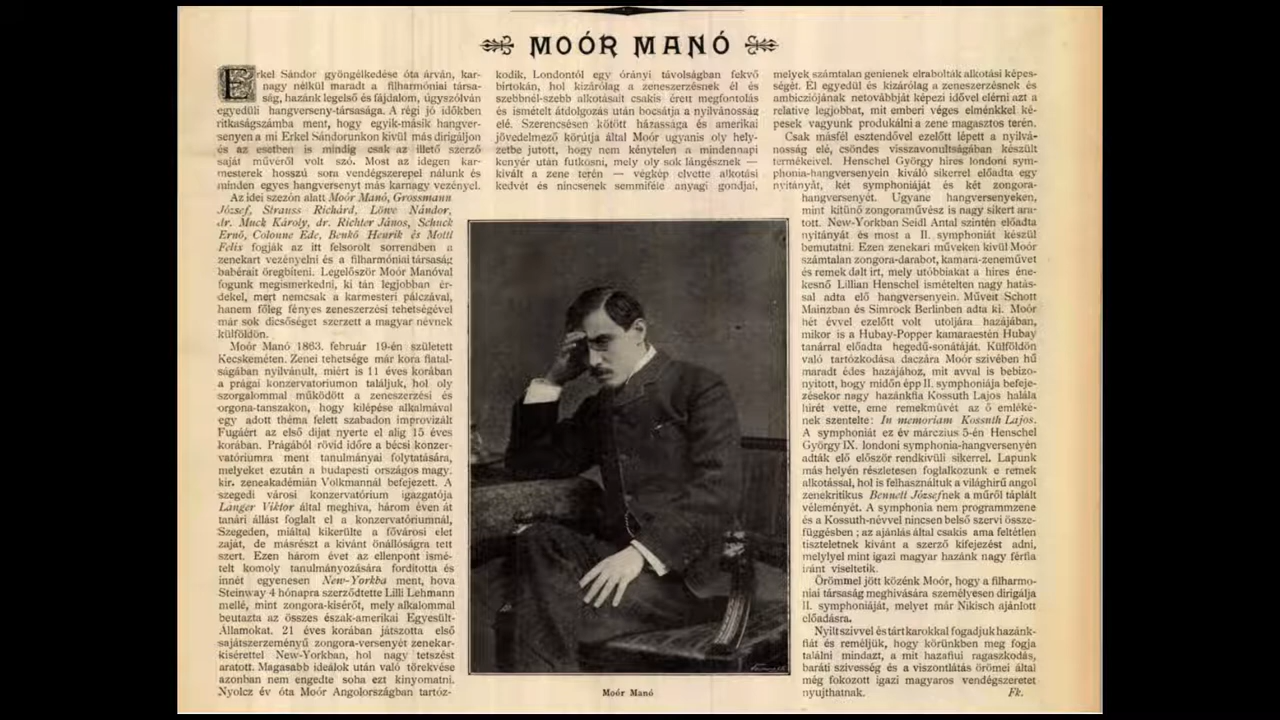 MOÓR MANÓ
Erkel Sándor gyöngélkedése óta árván, kar-
nagy nélkül maradt a filharmóniai társa-
ság, hazánk legelső és fájdalom, úgyszólván
egyedüli hangverseny-társasága. A régi jó időkben
ritkaságszámba ment, hogy egyik-másik hangver-
senyen a mi Erkel Sándorunkon kivül más dirigáljon
és az esetben is mindig csak az illető szerző
saját művéről volt szó. Most az idegen kar-
mesterek hosszú sora vendégszerepel nálunk és
minden egyes hangversenyt más karnagy vezényel.
Az idei szezón alatt Moór Manó, Grossmann
József, Strauss Richárd, Löwe Nándor,
dr. Muck Károly, dr. Richter János, Schuck
Ernő, Colonne Ede, Benkő Henrik és Mottl
Felix fogják az itt felsorolt sorrendben a
zenekart vezényelni és a filharmóniai társaság
babérait öregbiteni. Legelőször Moór Manóval
fogunk megismerkedni, ki tán legjobban ér-
dekel, mert nemcsak a karmesteri pálczával,
hanem főleg fényes zeneszerzési tehetségével
már sok dicsőséget szerzett a magyar névnek
külföldön.
Moór Manó 1863. február 19-én született
Kecskeméten. Zenei tehetsége már kora fiatal-
ságában nyilvánult, miért is 11 éves korában
a prágai konzervatoriumon találjuk, hol oly
szorgalommal működött a zeneszerzési és
orgona-tanszakon, hogy kilépése alkalmával
egy adott théma felett szabadon improvizált
Fugáért az első dijat nyerte el alig 15 éves
korában. Prágából rövid időre a bécsi konzer-
vatóriumra ment tanulmányai folytatására,
melyeket ezután a budapesti országos magy.
kir. zeneakadémián Volkmannál befejezett. A
szegedi városi konzervatórium igazgatója
Langer Viktor által meghiva, három éven át
tanári állást foglalt el a konzervatóriumnál,
Szegeden, miáltal kikerülte a fővárosi élet
zaját, de másrészt a kivánt önállóságra tett
szert. Ezen három évet az ellenpont ismé-
telt komoly tanulmányozására forditotta és
innét egyenesen New-Yorkba ment, hova
Steinway 4 hónapra szerződtette Lilli Lehmann
mellé, mint zongora-kisérőt, mely alkalommal
beutazta az összes észak-amerikai Egyesült-
Államokat. 21 éves korában játszotta első
sajátszerzeményű zongora-versenyét zenekar-
kisérettel New-Yorkban, hol nagy tetszést
aratott. Magasabb ideálok után való törekvése
azonban nem engedte soha ezt kinyomatni.
Nyolcz év óta Moór Angolországban tartóz-
kodik, Londontól egy órányi távolságban fekvő
birtokán, hol kizárólag a zeneszerzésnek él és
szebbnél-szebb alkotásait csakis érett megfontolás
és ismételt átdolgozás után bocsátja a nyilvánosság
elé. Szerencsésen kötött házassága és amerikai
jövedelmező körútja által Moór ugyanis oly hely-
zetbe jutott, hogy nem kénytelen a mindennapi
kenyér után futkosni, mely oly sok lángésznek —
kivált a zene terén — végkép elvette alkotási
kedvét és nincsenek semmiféle anyagi gondjai,
melyek számtalan genienek elrabolták alkotási képes-
ségét. Él egyedül és kizárólag a zeneszerzésnek és
ambicziójának netovábbját képezi idővel elérni azt a
relative legjobbat, mit emberi véges elménkkel ké-
pesek vagyunk produkálni a zene magasztos terén.
Csak másfél esztendővel ezelőtt lépett a nyilvá-
nosság elé, csöndes visszavonultságában készült
termékeivel. Henschel György hires londoni sym-
phonia-hangversenyein kiváló sikerrel előadta egy
nyitányát, két symphoniáját és két zongora-
hangversenyét. Ugyane hangversenyeken,
mint kitünő zongoraművész is nagy sikert ara-
tott. New-Yorkban Seidl Antal szintén előadta
nyitányát és most a II. symphoniát készül
bemutatni. Ezen zenekari műveken kivül Moór
számtalan zongora-darabot, kamara-zeneművet
és remek dalt irt, mely utóbbiakat a hires éne-
kesnő Lillian Henschel ismételten nagy hatás-
sal adta elő hangversenyein. Műveit Schott
Mainzban és Simrock Berlinben adta ki. Moór
hét évvel ezelőtt volt utoljára hazájában,
mikor is a Hubay-Popper kamaraestén Hubay
tanárral előadta hegedű-sonátáját. Külföldön
való tartózkodása daczára Moór szivében hű
maradt édes hazájához, mit avval is bebizo-
nyitott, hogy midőn épp II. symphoniája befeje-
zésekor nagy hazánkfia Kossuth Lajos halála
hirét vette, eme remekművét az ő emléké-
nek szentelte: In memoriam Kossuth Lajos.
A symphoniát ez év márczius 5-én Henschel
György IX. londoni symphonia-hangversenyén
adták elő először rendkivüli sikerrel. Lapunk
más helyén részletesen foglalkozunk e remek
alkotással, hol is felhasználtuk a világhirű angol
zenekritikus Bennett Józsefnek a műről táplált
véleményét. A symphonia nem programmzene
és a Kossuth-névvel nincsen belső szervi össze-
függésben ; az ajánlás által csakis ama feltétlen
tiszteletnek kivánt a szerző kifejezést adni,
melylyel mint igazi magyar hazánk nagy férfia
iránt viseltetik.
Örömmel jött közénk Moór, hogy a filharmo-
niai társaság meghivására személyesen dirigálja
II. symphoniáját, melyet már Nikisch ajánlott
előadásra.
Nyilt szivvel és tárt karokkal fogadjuk hazánk-
fiát és reméljük, hogy körünkben meg fogja
találni mindazt, a mit hazafiui ragaszkodás,
baráti szivesség és a viszontlátás örömei által
még fokozott igazi magyaros vendégszeretet
nyujthatnak.
Fk.
Moór Manó